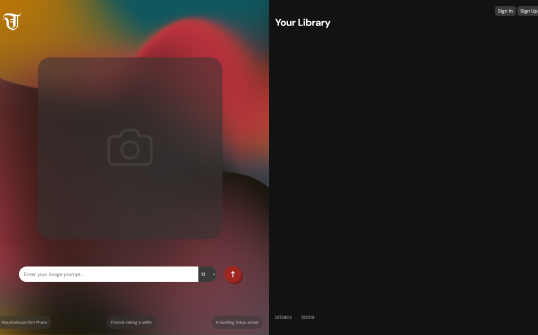 Sign In
Sign Up
Your Library
Enter your image prompt...
Mountainous Film Photo
Friends taking a selfie
A bustling Tokyo street
privacy
terms